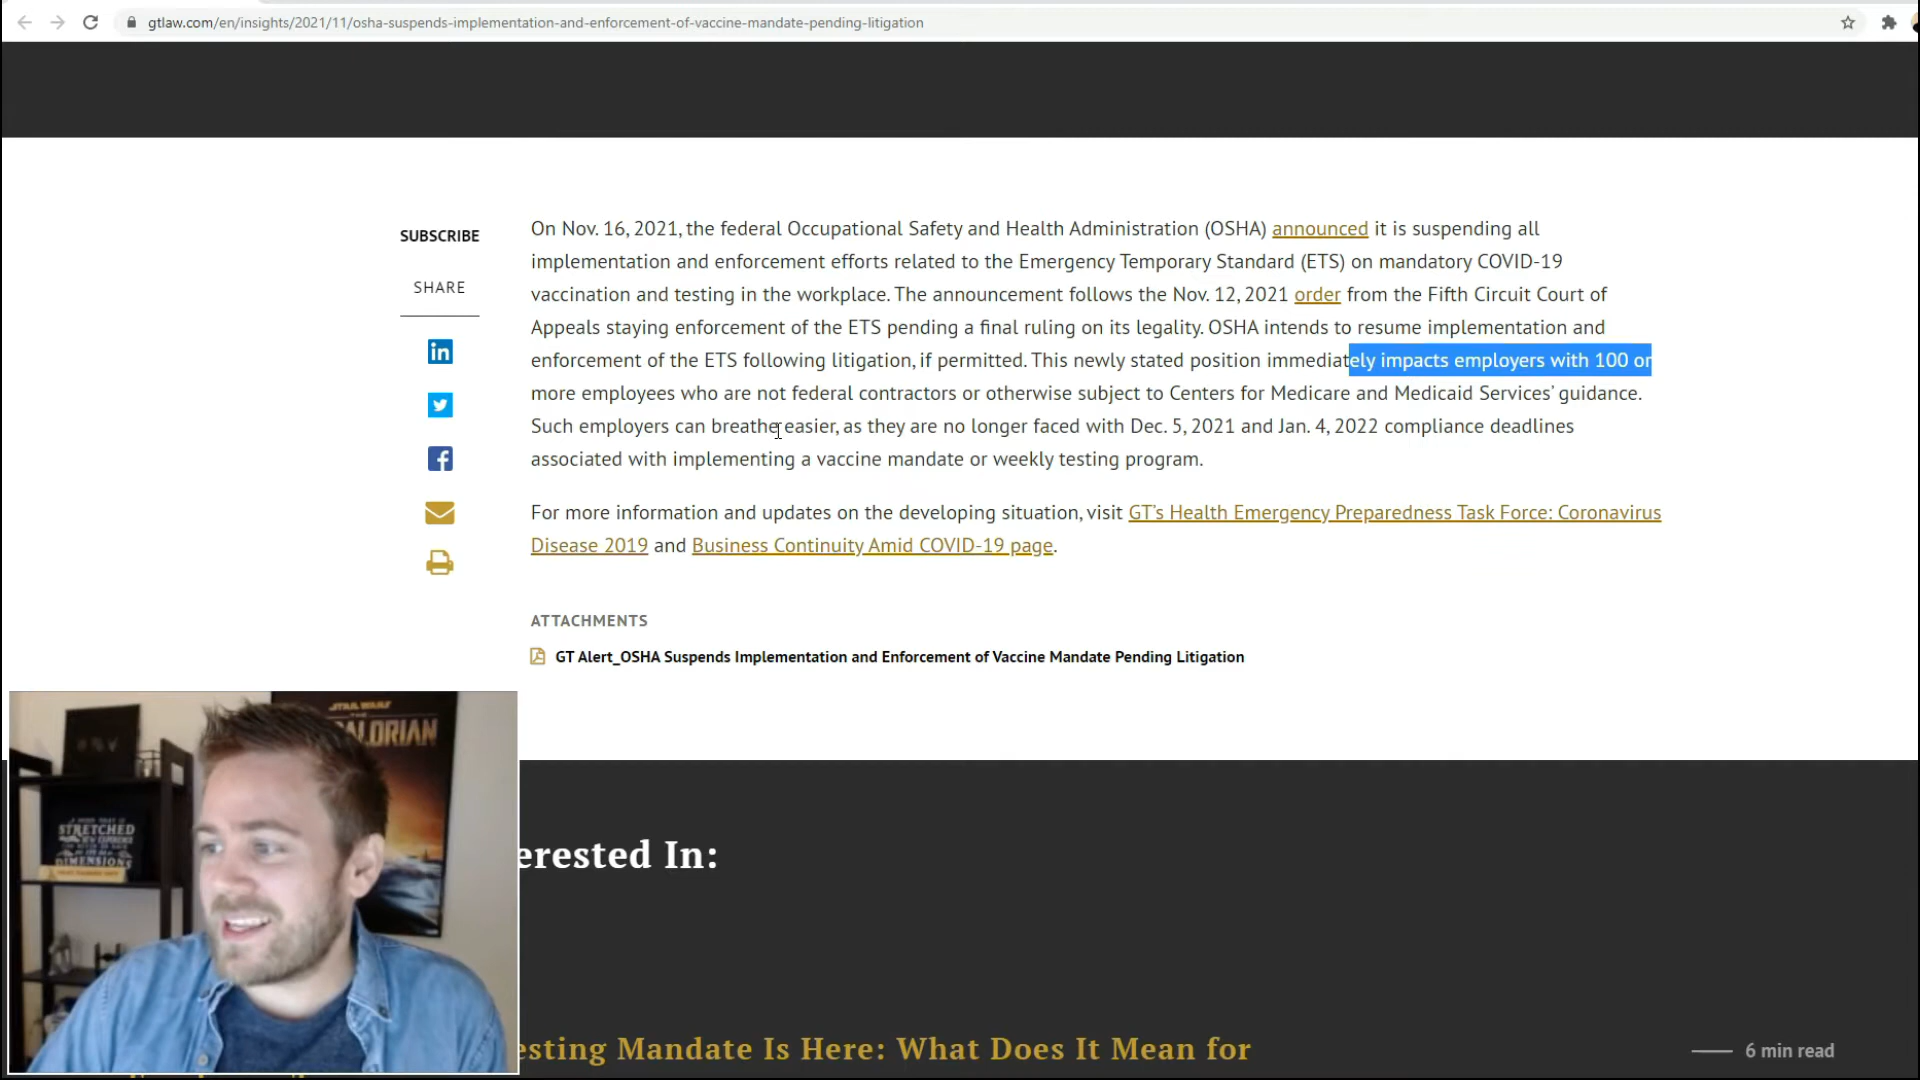 gtlaw.com/en/insights/2021/11/osha-suspends-implementation-and-enforcement-of-vaccine-mandate-pending-litigation
SUBSCRIBE
SHARE
On Nov. 16, 2021, the federal Occupational Safety and Health Administration (OSHA) announced it is suspending all
implementation and enforcement efforts related to the Emergency Temporary Standard (ETS) on mandatory COVID-19
vaccination and testing in the workplace. The announcement follows the Nov. 12, 2021 order from the Fifth Circuit Court of
Appeals staying enforcement of the ETS pending a final ruling on its legality. OSHA intends to resume implementation and
enforcement of the ETS following litigation, if permitted. This newly stated position immediately impacts employers with 100 or
more employees who are not federal contractors or otherwise subject to Centers for Medicare and Medicaid Services' guidance.
Such employers can breathe easier, as they are no longer faced with Dec. 5, 2021 and Jan. 4, 2022 compliance deadlines
associated with implementing a vaccine mandate or weekly testing program.
For more information and updates on the developing situation, visit GT's Health Emergency Preparedness Task Force: Coronavirus
Disease 2019 and Business Continuity Amid COVID-19 page.
ATTACHMENTS
GT Alert_OSHA Suspends Implementation and Enforcement of Vaccine Mandate Pending Litigation
STAR WARS
THE
ALORIAN
STRETCHED
DIMENSIONS
erested In:
esting Mandate Is Here: What Does It Mean for
6 min read